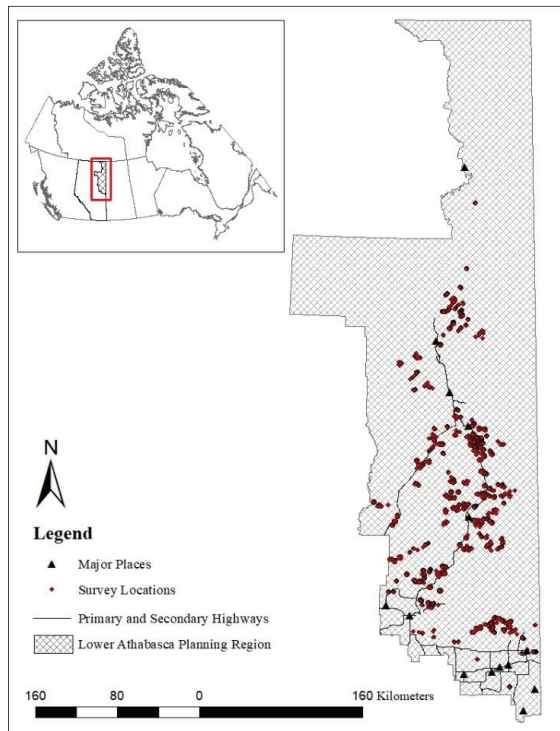 N
Legend
Major Places
Survey Locations
Primary and Secondary Highways
Lower Athabasca Planning Region
160 80 0 160 Kilometers